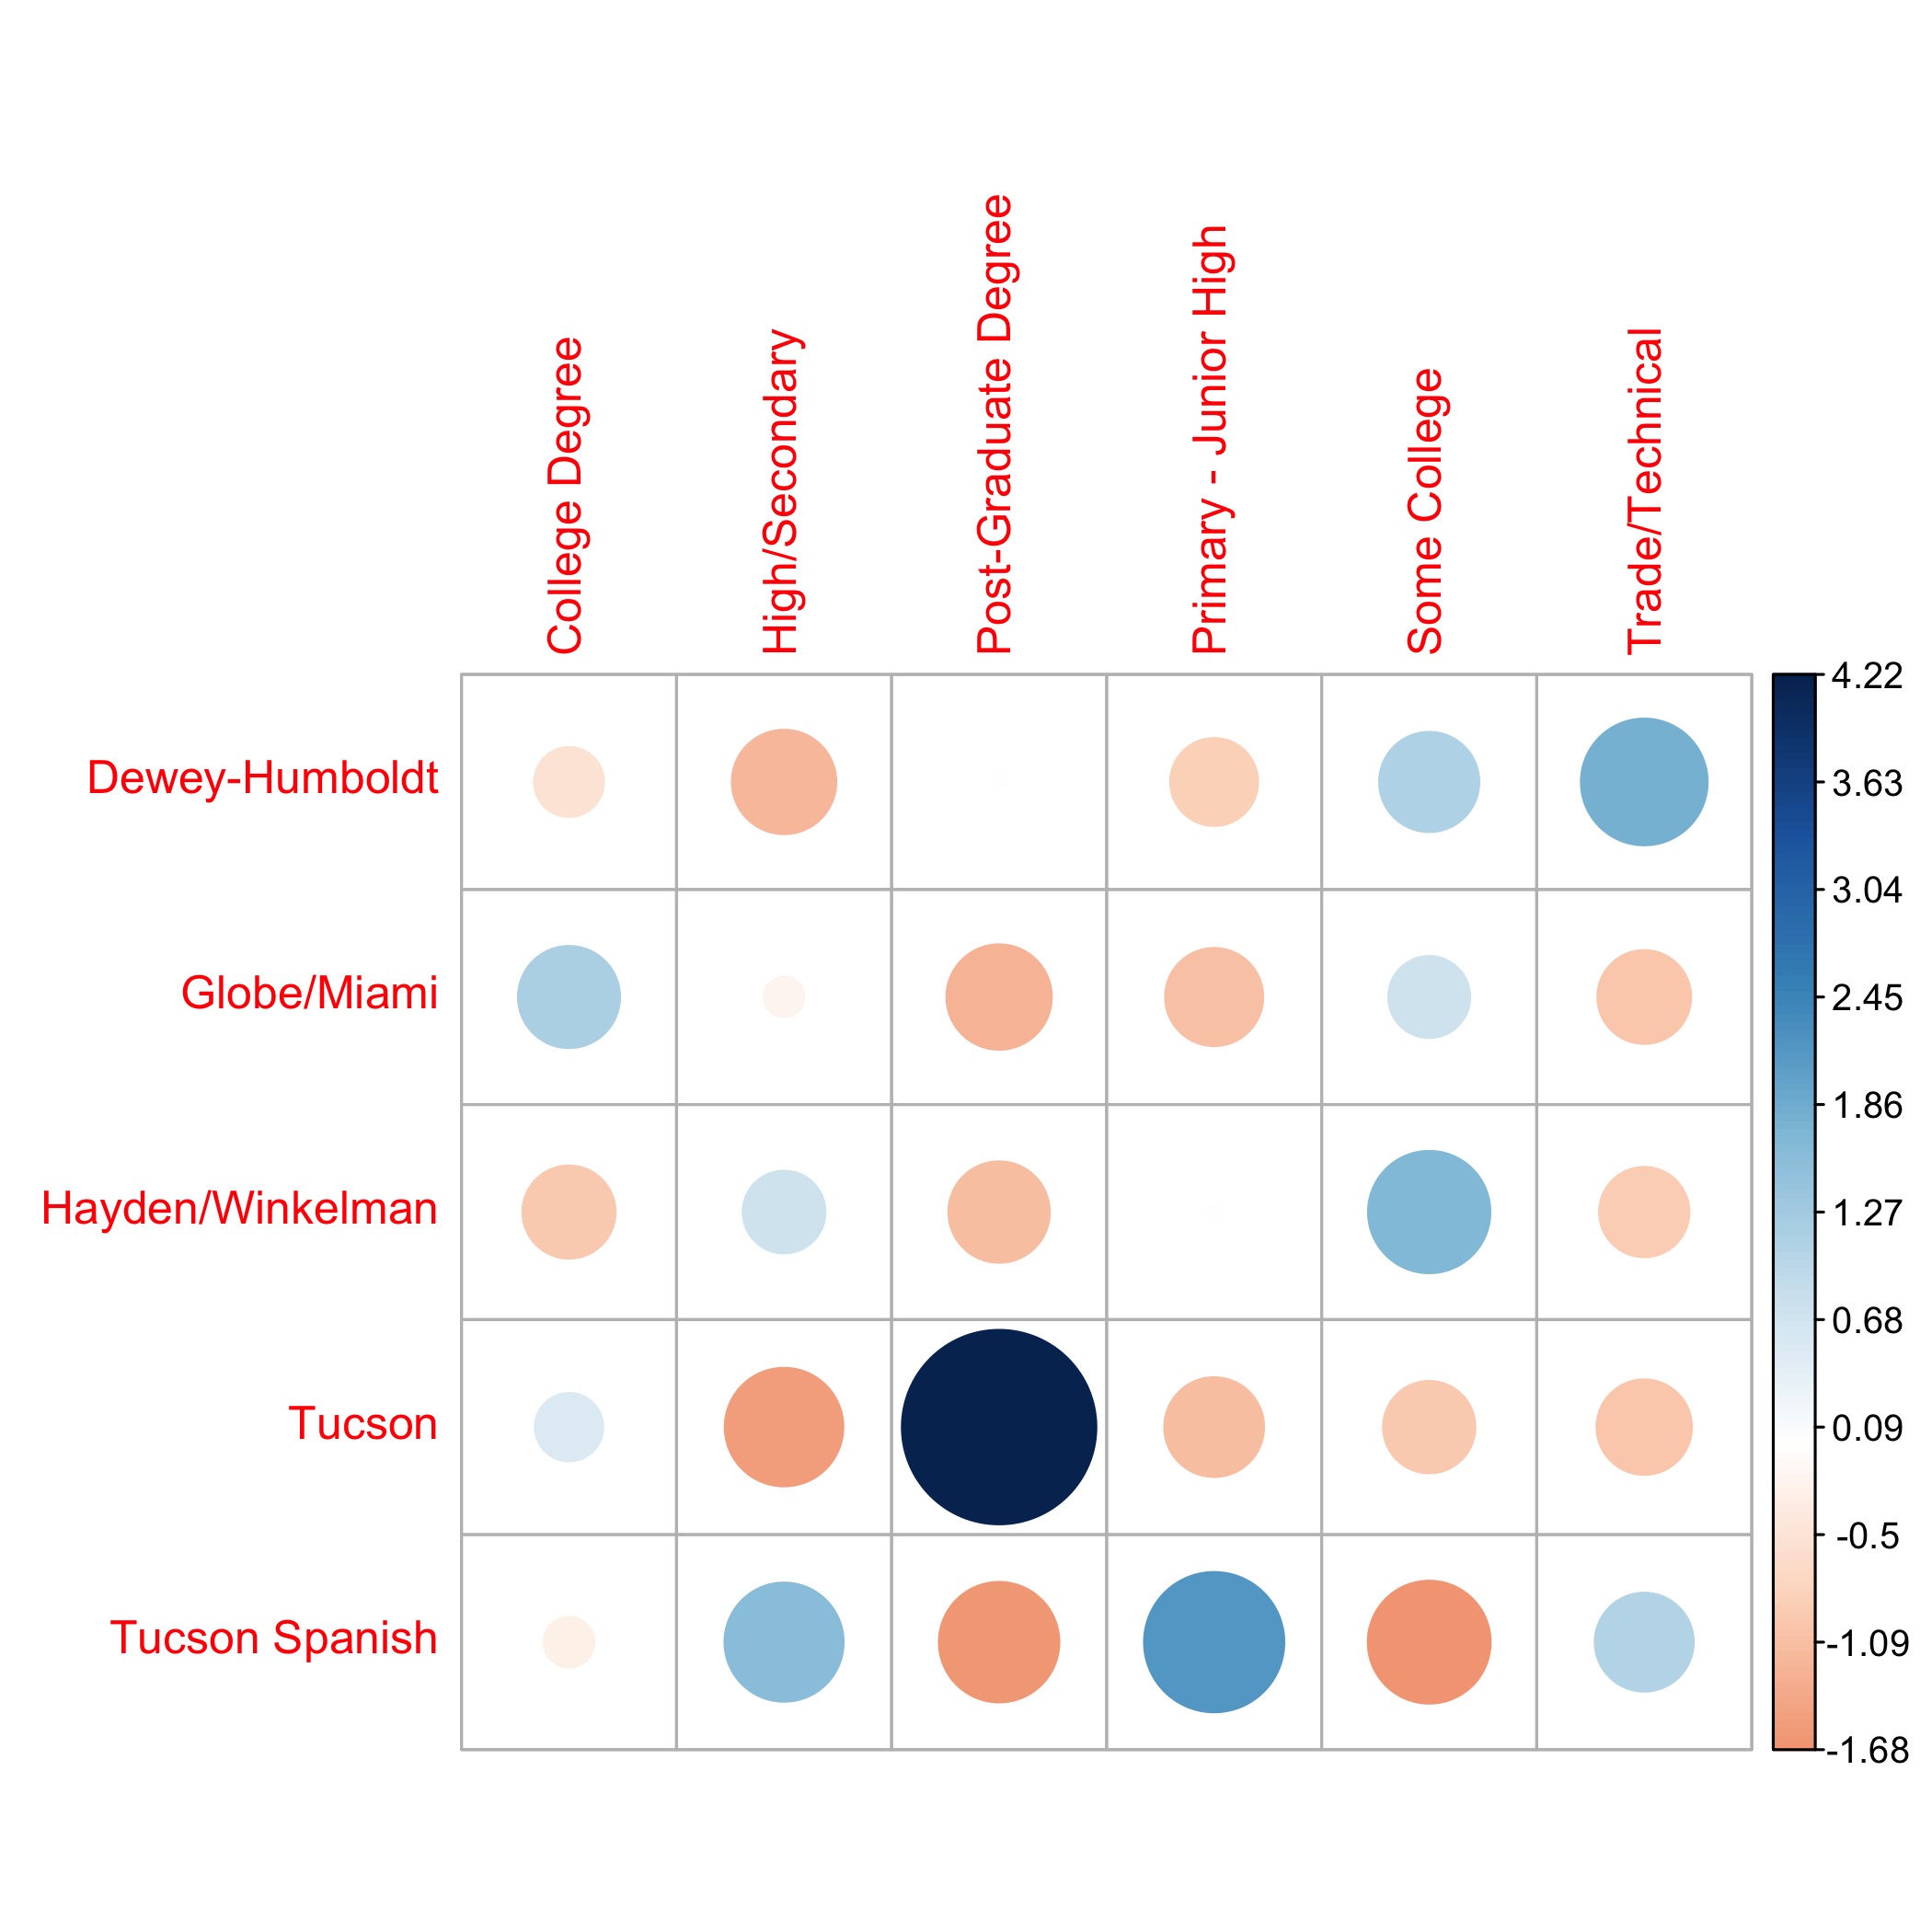 College Degree
High/Secondary
Post-Graduate Degree
Primary - Junior High
Some College
Trade/Technical
Dewey-Humboldt
Globe/Miami
Hayden/Winkelman
Tucson
Tucson Spanish
4.22
3.63
3.04
2.45
1.86
1.27
0.68
0.09
-0.5
-1.09
-1.68